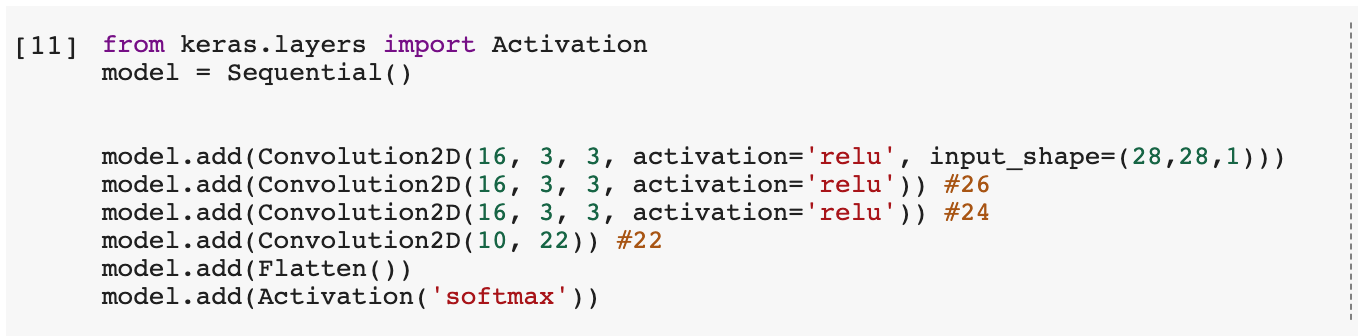 [11] from keras.layers import Activation
model = Sequential()
model.add(Convolution2D(16, 3, 3, activation='relu', input_shape=(28,28,1)))
model.add(Convolution2D(16, 3, 3, activation='relu')) #26
model.add(Convolution2D(16, 3, 3, activation='relu')) #24
model.add(Convolution2D(10, 22)) #22
model.add(Flatten())
model.add(Activation('softmax'))